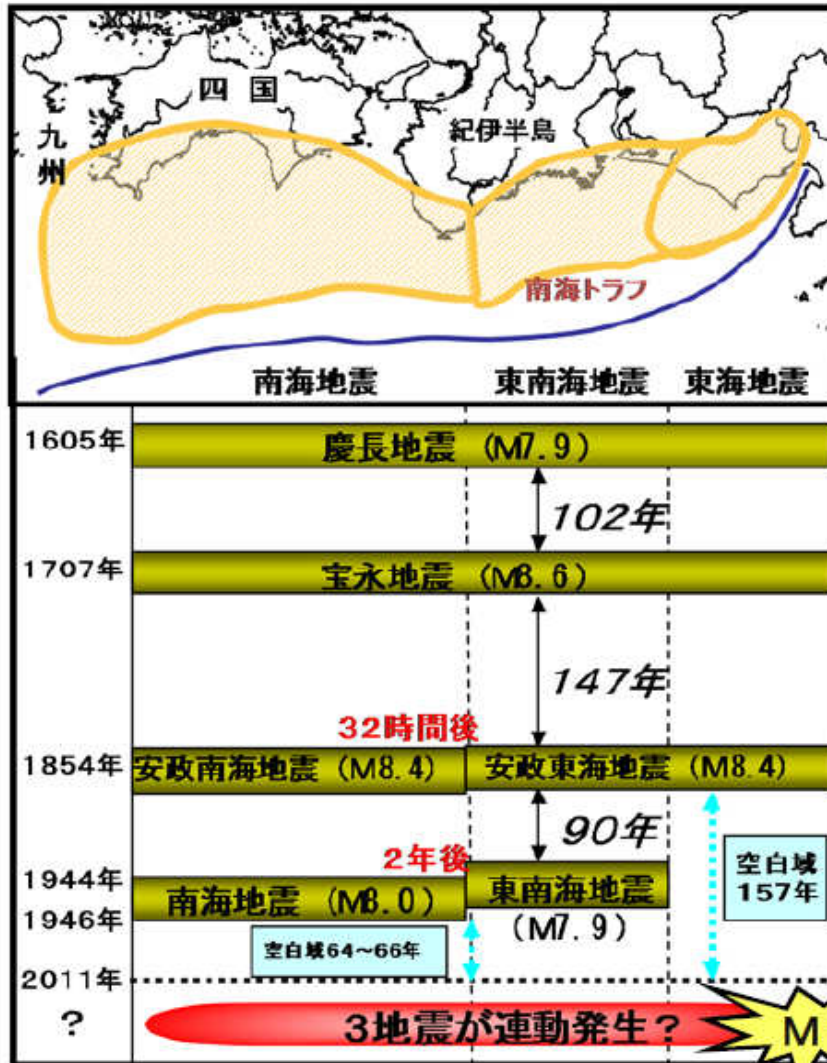 四国
九州
紀伊半島
南海トラフ
南海地震
東南海地震
東海地震
1605年
慶長地震 (M7.9)
102年
1707年
宝永地震 (M8.6)
147年
32時間後
1854年
安政南海地震 (M8.4)
安政東海地震 (M8.4)
90年
2年後
空白域
157年
1944年
南海地震 (M8.0)
東南海地震
(M7.9)
1946年
空白域64~66年
2011年
?
3地震が連動発生?
M